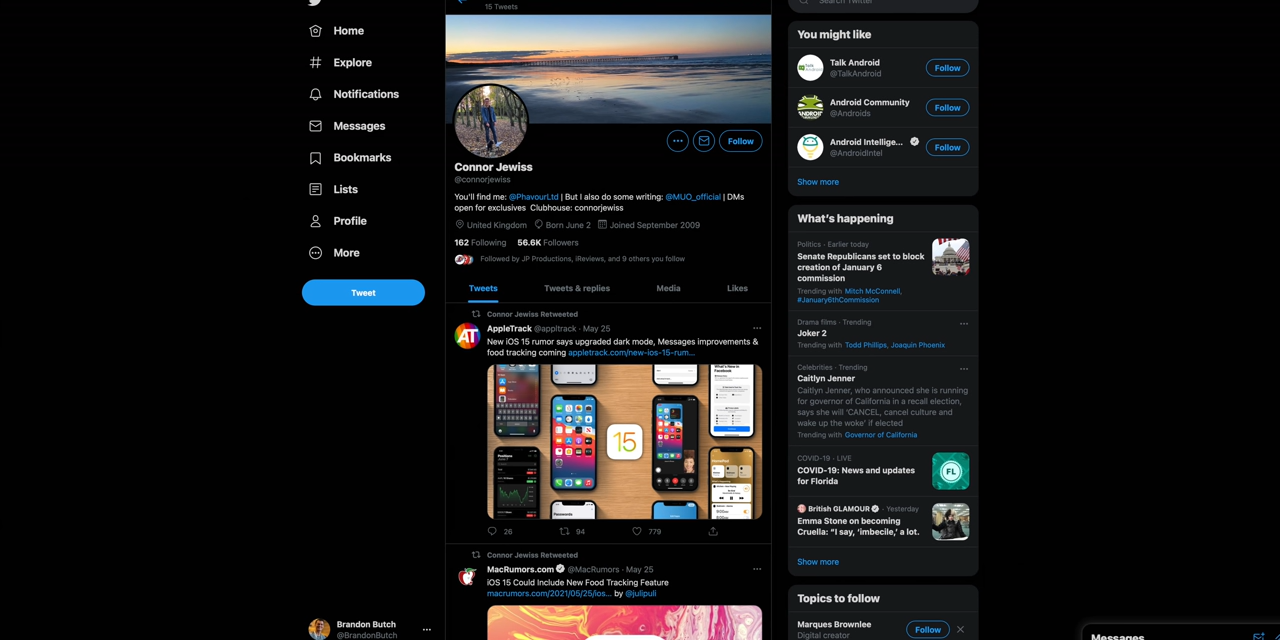 15 Tweets
Home
Explore
Notifications
Messages
Bookmarks
Lists
Profile
More
Tweet
Brandon Butch
@BrandonButch
Follow
Connor Jewiss
@connorjewiss
You'll find me: @PhavourLtd | But I also do some writing: @MUO_official | DMs
open for exclusives Clubhouse: connorjewiss
United Kingdom Born June 2 Joined September 2009
162 Following 56.6K Followers
Followed by JP Productions, iReviews, and 9 others you follow
Tweets Tweets & replies Media Likes
Connor Jewiss Retweeted
AT
AppleTrack @appltrack · May 25
New iOS 15 rumor says upgraded dark mode, Messages improvements &
food tracking coming appletrack.com/new-ios-15-rum...
What's New in
Facebook
15
Positions
Passwords
26 94 779
Connor Jewiss Retweeted
MacRumors.com @MacRumors · May 25
iOS 15 Could Include New Food Tracking Feature
macrumors.com/2021/05/25/ios... by @julipuli
Search Twitter
You might like
Talk Android
@TalkAndroid
Follow
Android Community
@Androids
Follow
ANDROID
Android Intellige...
@AndroidIntel
Follow
Show more
What's happening
Politics · Earlier today
Senate Republicans set to block
creation of January 6
commission
Trending with Mitch McConnell,
#January6thCommission
Drama films · Trending
Joker 2
Trending with Todd Phillips, Joaquin Phoenix
Celebrities · Trending
Caitlyn Jenner
Caitlyn Jenner, who announced she is running
for governor of California in a recall election,
says she will 'CANCEL, cancel culture and
wake up the woke' if elected
Trending with Governor of California
COVID-19 · LIVE
COVID-19: News and updates
for Florida
FL
British GLAMOUR · Yesterday
Emma Stone on becoming
Cruella: "I say, 'imbecile,' a lot.
Show more
Topics to follow
Marques Brownlee
Digital creator
Follow
Messages